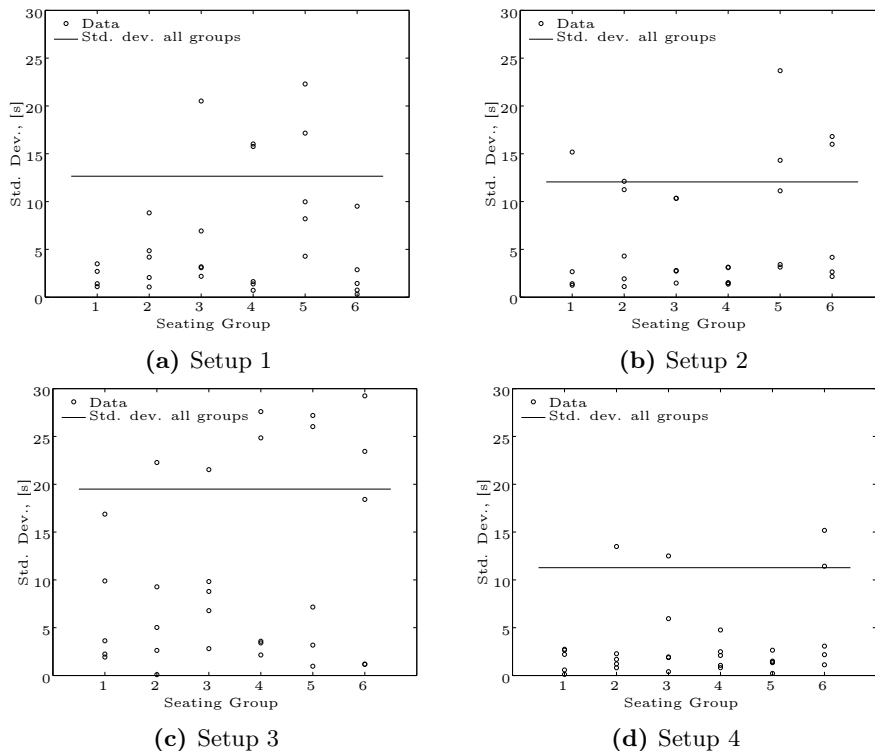 30
25
20
15
10
5
0
Std. Dev., [s]
Data
Std. dev. all groups
1 2 3 4 5 6
Seating Group
(a) Setup 1
30
25
20
15
10
5
0
Std. Dev., [s]
Data
Std. dev. all groups
1 2 3 4 5 6
Seating Group
(b) Setup 2
30
25
20
15
10
5
0
Std. Dev., [s]
Data
Std. dev. all groups
1 2 3 4 5 6
Seating Group
(c) Setup 3
30
25
20
15
10
5
0
Std. Dev., [s]
Data
Std. dev. all groups
1 2 3 4 5 6
Seating Group
(d) Setup 4